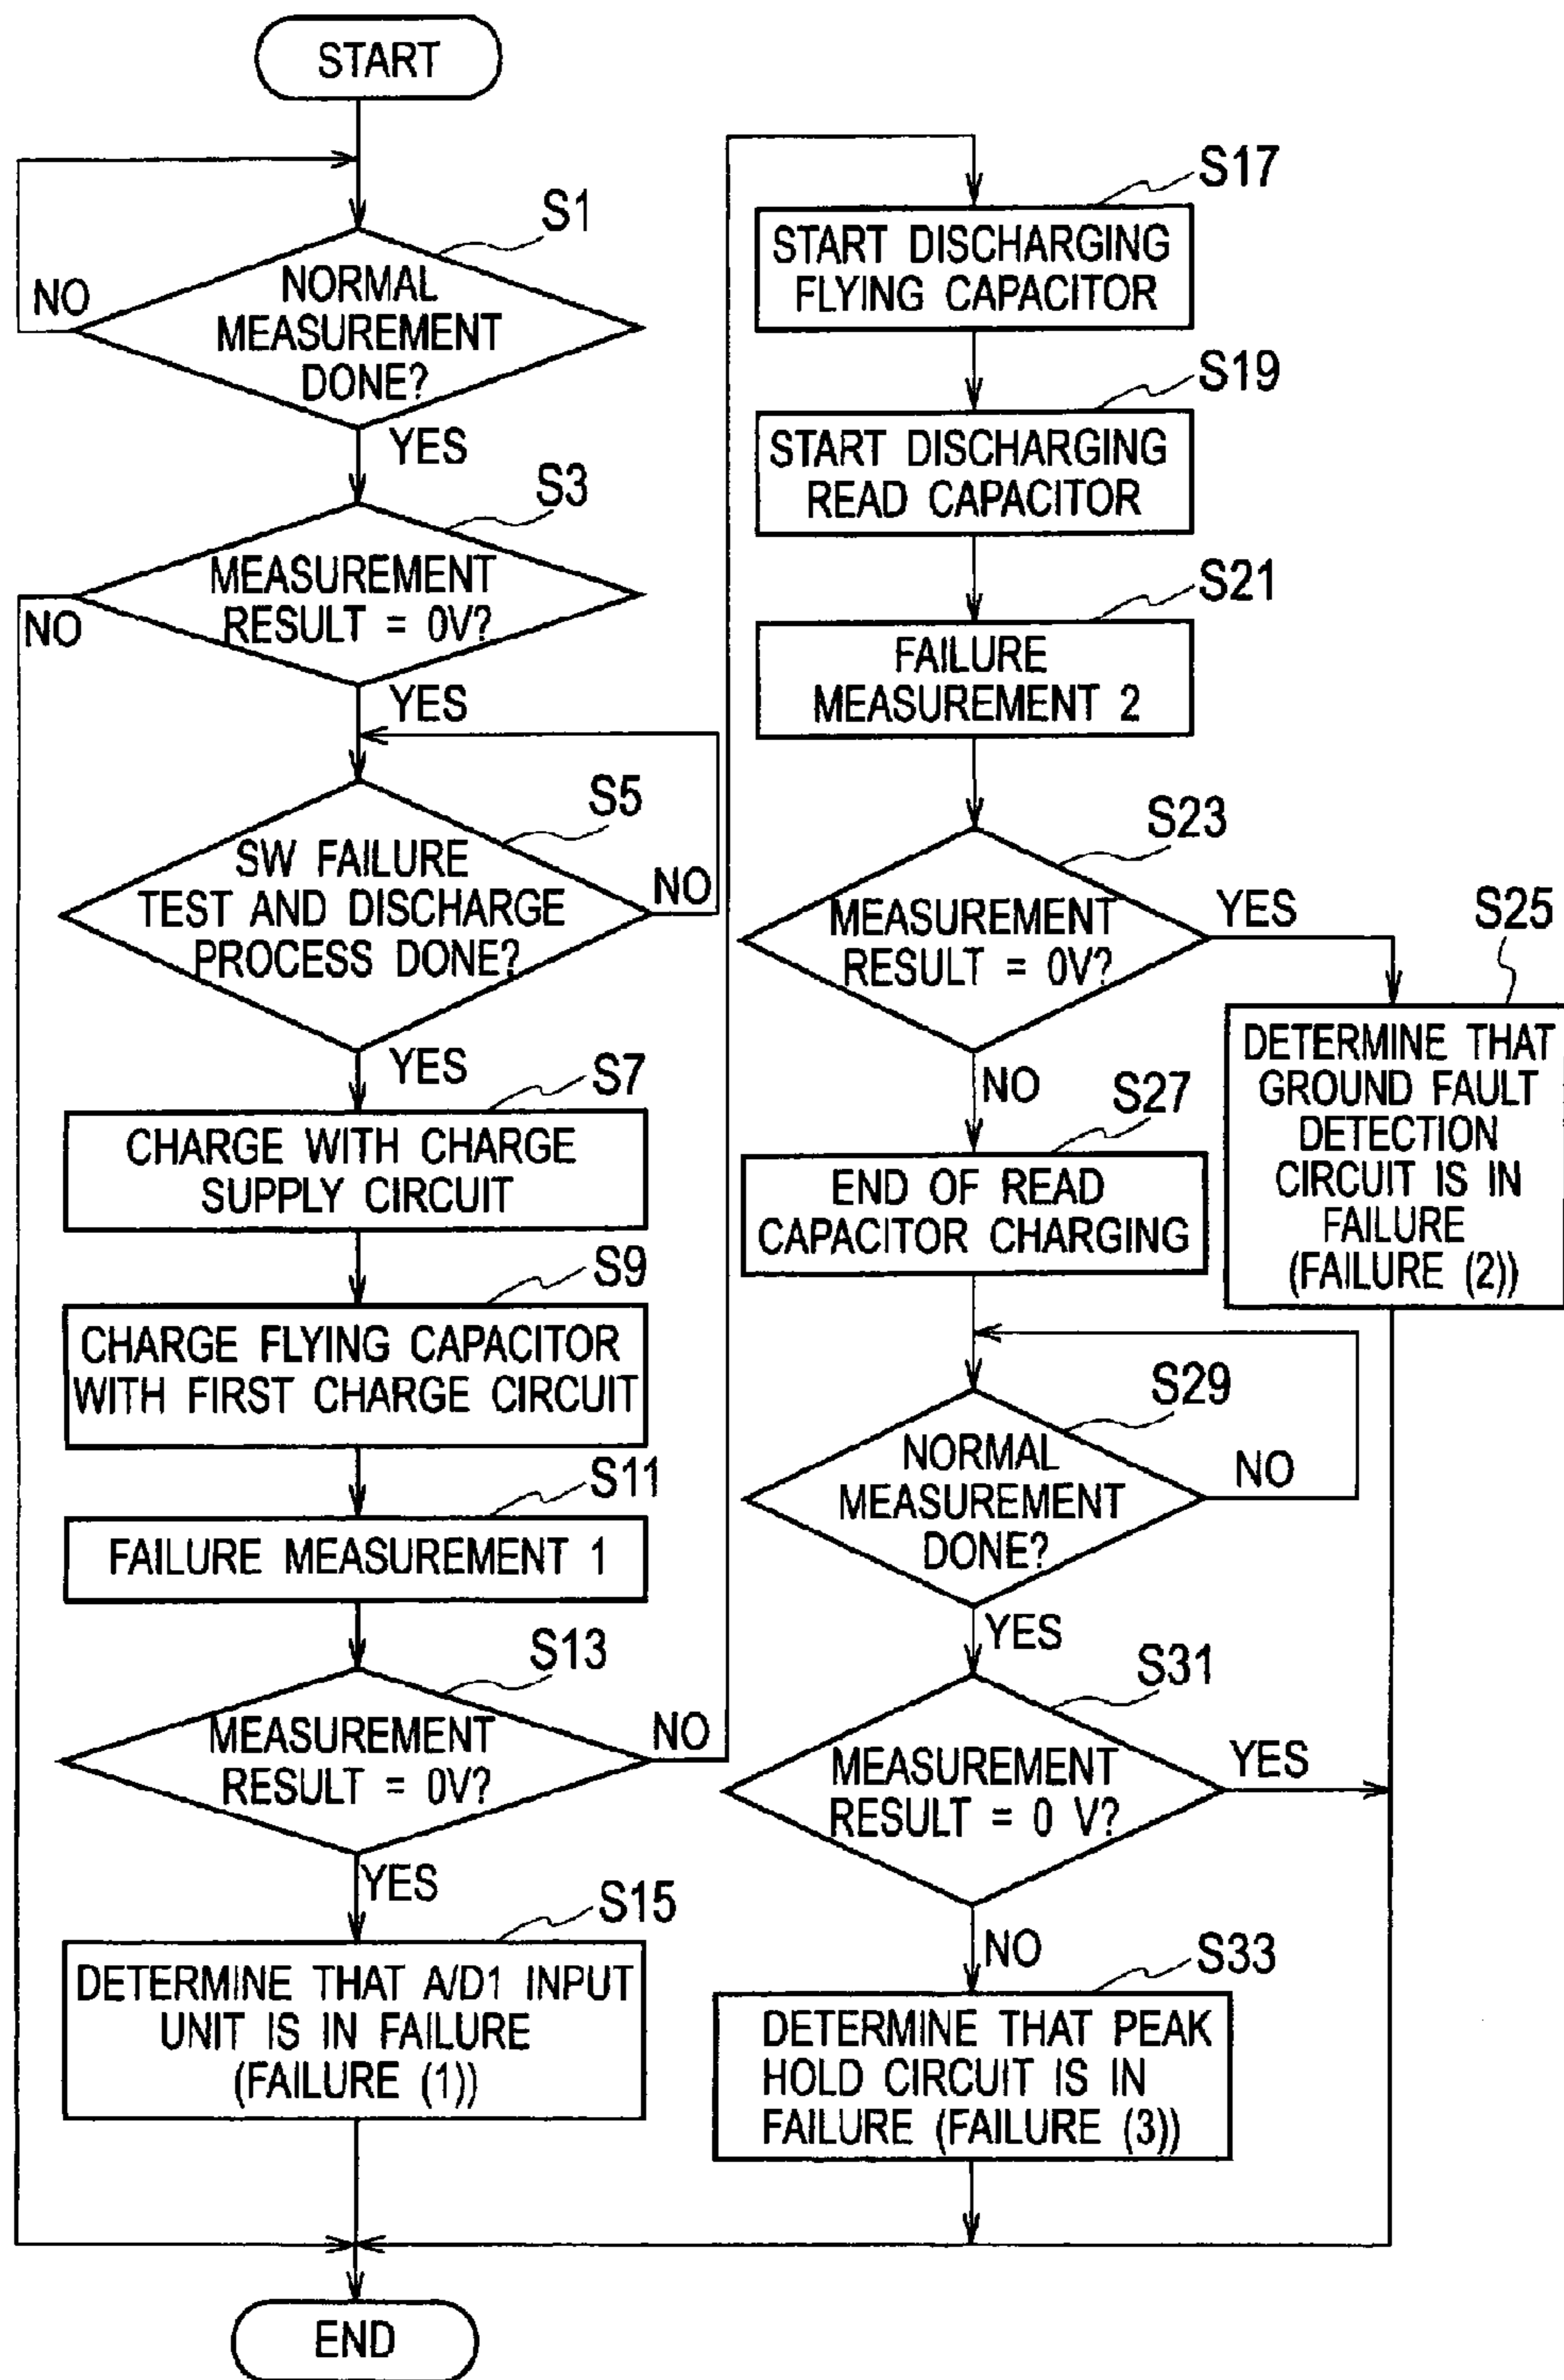 START
S1
NORMAL
MEASUREMENT
DONE?
NO
YES
S3
MEASUREMENT
RESULT = 0V?
NO
YES
S5
SW FAILURE
TEST AND DISCHARGE
PROCESS DONE?
NO
YES
S7
CHARGE WITH CHARGE
SUPPLY CIRCUIT
S9
CHARGE FLYING CAPACITOR
WITH FIRST CHARGE CIRCUIT
S11
FAILURE MEASUREMENT 1
S13
MEASUREMENT
RESULT = 0V?
NO
YES
S15
DETERMINE THAT A/D1 INPUT
UNIT IS IN FAILURE
(FAILURE (1))
S17
START DISCHARGING
FLYING CAPACITOR
S19
START DISCHARGING
READ CAPACITOR
S21
FAILURE
MEASUREMENT 2
S23
MEASUREMENT
RESULT = 0V?
YES
S25
DETERMINE THAT
GROUND FAULT
DETECTION
CIRCUIT IS IN
FAILURE
(FAILURE (2))
NO
S27
END OF READ
CAPACITOR CHARGING
S29
NORMAL
MEASUREMENT
DONE?
NO
YES
S31
MEASUREMENT
RESULT = 0 V?
YES
NO
S33
DETERMINE THAT PEAK
HOLD CIRCUIT IS IN
FAILURE (FAILURE (3))
END